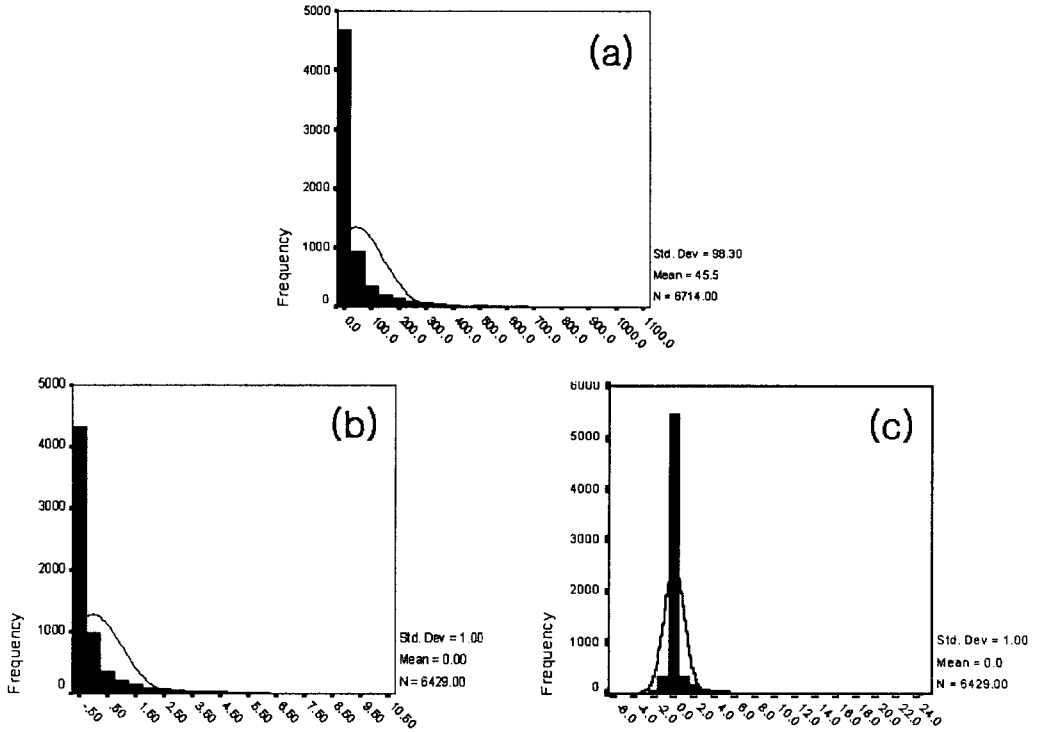 (a)
5000
4000
3000
2000
1000
0
Frequency
0.0 100.0 200.0 300.0 400.0 500.0 600.0 700.0 800.0 900.0 1000.0 1100.0
Std. Dev = 98.30
Mean = 45.5
N = 6714.00
(b)
5000
4000
3000
2000
1000
0
Frequency
-.50 .50 1.50 2.50 3.50 4.50 5.50 6.50 7.50 8.50 9.50 10.50
Std. Dev = 1.00
Mean = 0.00
N = 6429.00
(c)
6000
5000
4000
3000
2000
1000
0
Frequency
-6.0 -4.0 -2.0 0.0 2.0 4.0 6.0 8.0 10.0 12.0 14.0 16.0 18.0 20.0 22.0 24.0
Std. Dev = 1.00
Mean = 0.0
N = 6429.00